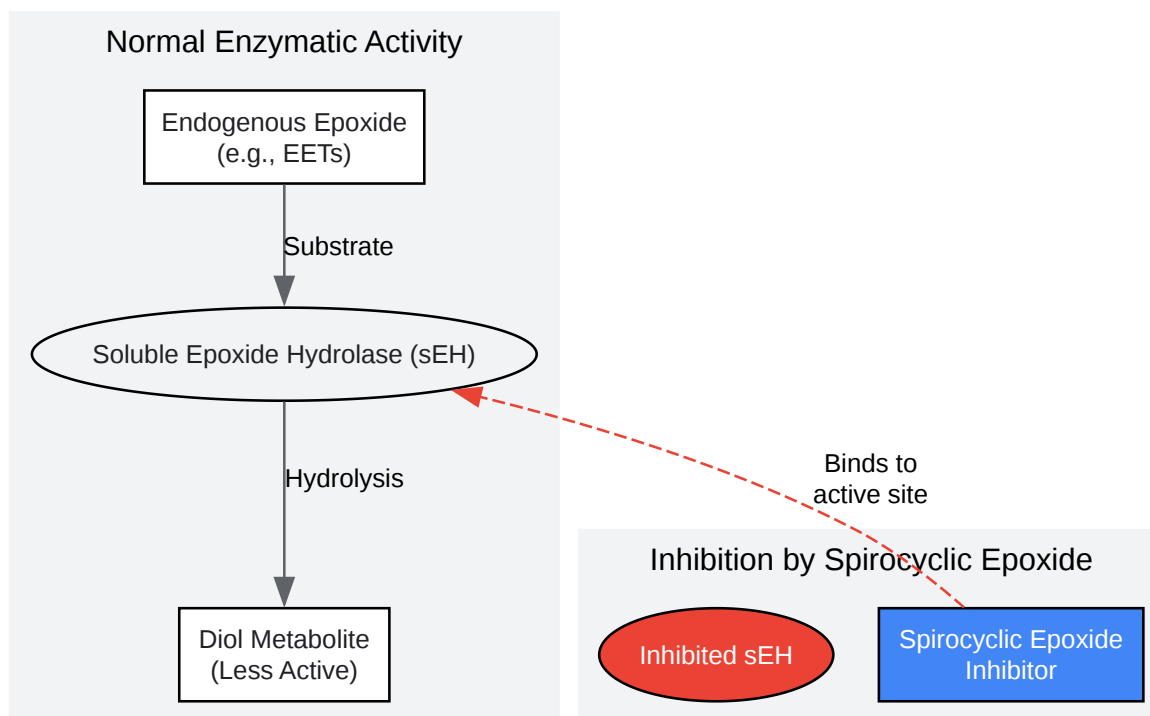 Normal Enzymatic Activity
Endogenous Epoxide
(e.g., EETs)
Substrate
Soluble Epoxide Hydrolase (sEH)
Hydrolysis
Diol Metabolite
(Less Active)
Binds to
active site
Inhibition by Spirocyclic Epoxide
Inhibited sEH
Spirocyclic Epoxide
Inhibitor